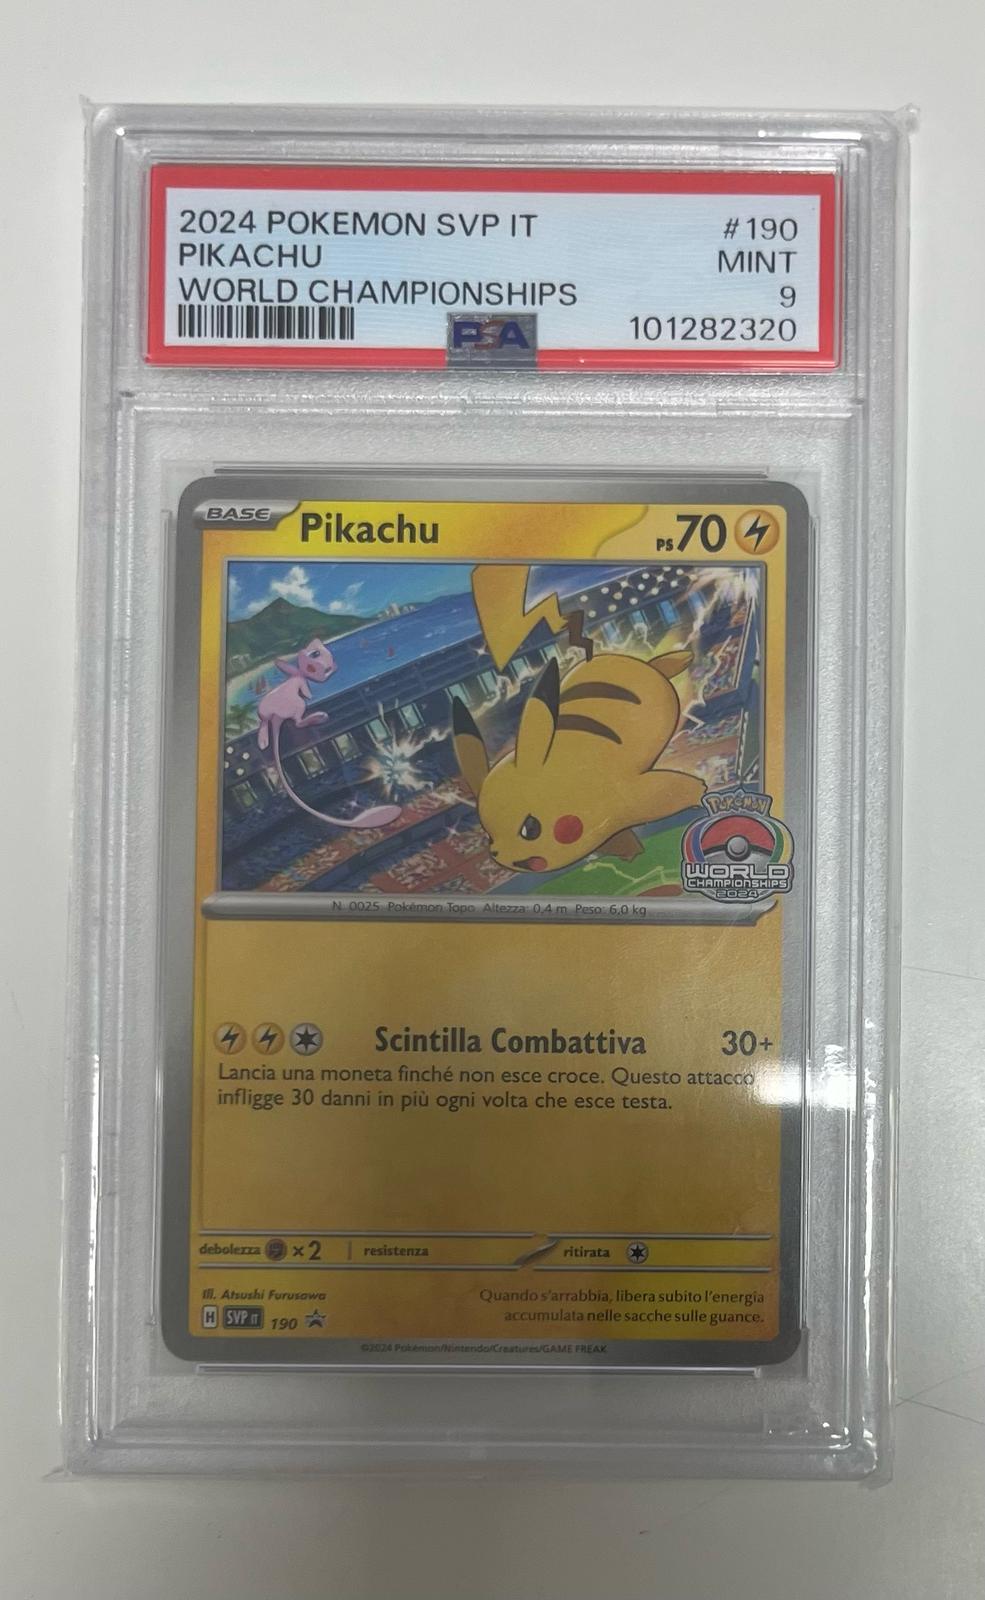 2024 POKEMON SVP IT #190
PIKACHU MINT
WORLD CHAMPIONSHIPS 9
PSA 101282320
BASE Pikachu PS70
Pokémon
WORLD
CHAMPIONSHIPS
2024
N. 0025 Pokémon Topo Altezza: 0,4 m Peso: 6,0 kg
Scintilla Combattiva 30+
Lancia una moneta finché non esce croce. Questo attacco
infligge 30 danni in più ogni volta che esce testa.
debolezza ×2 resistenza ritirata
Ill. Atsushi Furusawa
Quando s'arrabbia, libera subito l'energia
accumulata nelle sacche sulle guance.
H SVP IT 190
©2024 Pokémon/Nintendo/Creatures/GAME FREAK